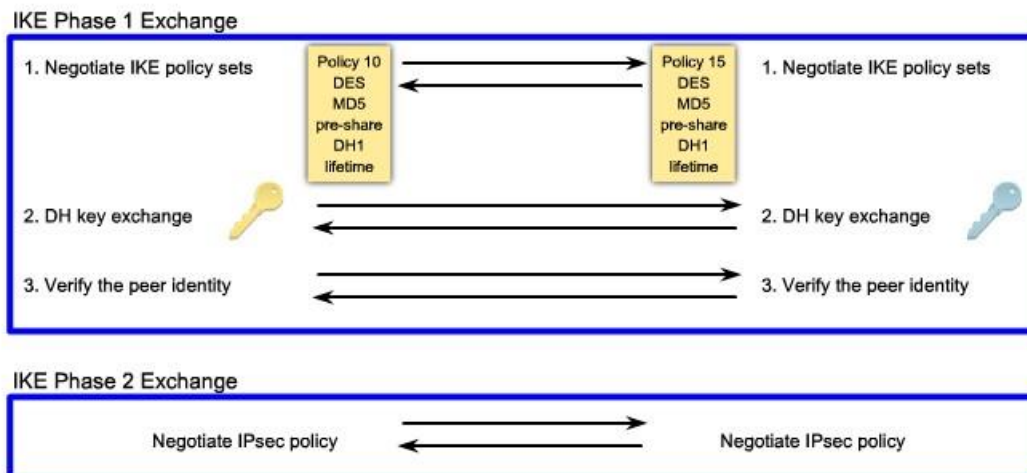 IKE Phase 1 Exchange
1. Negotiate IKE policy sets
Policy 10
DES
MD5
pre-share
DH1
lifetime
Policy 15
DES
MD5
pre-share
DH1
lifetime
1. Negotiate IKE policy sets
2. DH key exchange
2. DH key exchange
3. Verify the peer identity
3. Verify the peer identity
IKE Phase 2 Exchange
Negotiate IPsec policy
Negotiate IPsec policy